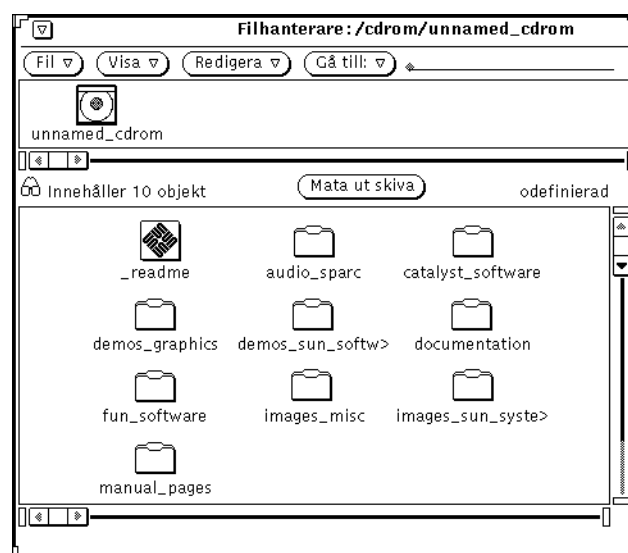 Filhanterare: /cdrom/unnamed_cdrom
Fil Visa Redigera Gå till:
unnamed_cdrom
Innehåller 10 objekt Mata ut skiva odefinierad
_readme audio_sparc catalyst_software
demos_graphics demos_sun_softw> documentation
fun_software images_misc images_sun_syste>
manual_pages